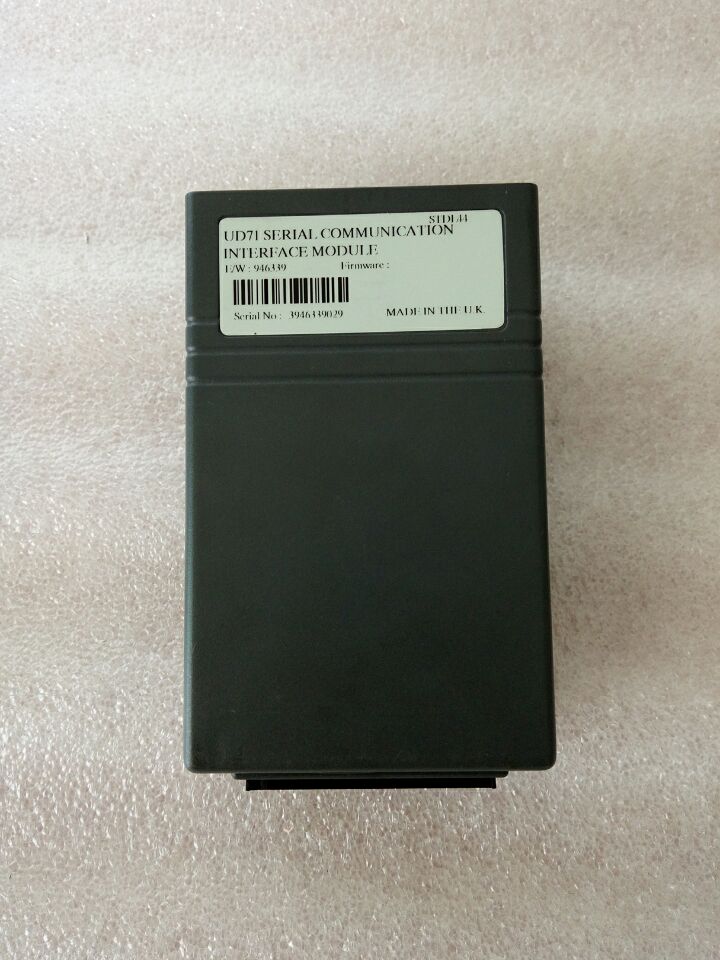 STDL44
UD71 SERIAL COMMUNICATION
INTERFACE MODULE
E/W : 946339 Firmware :
Serial No : 3946339029 MADE IN THE U.K.